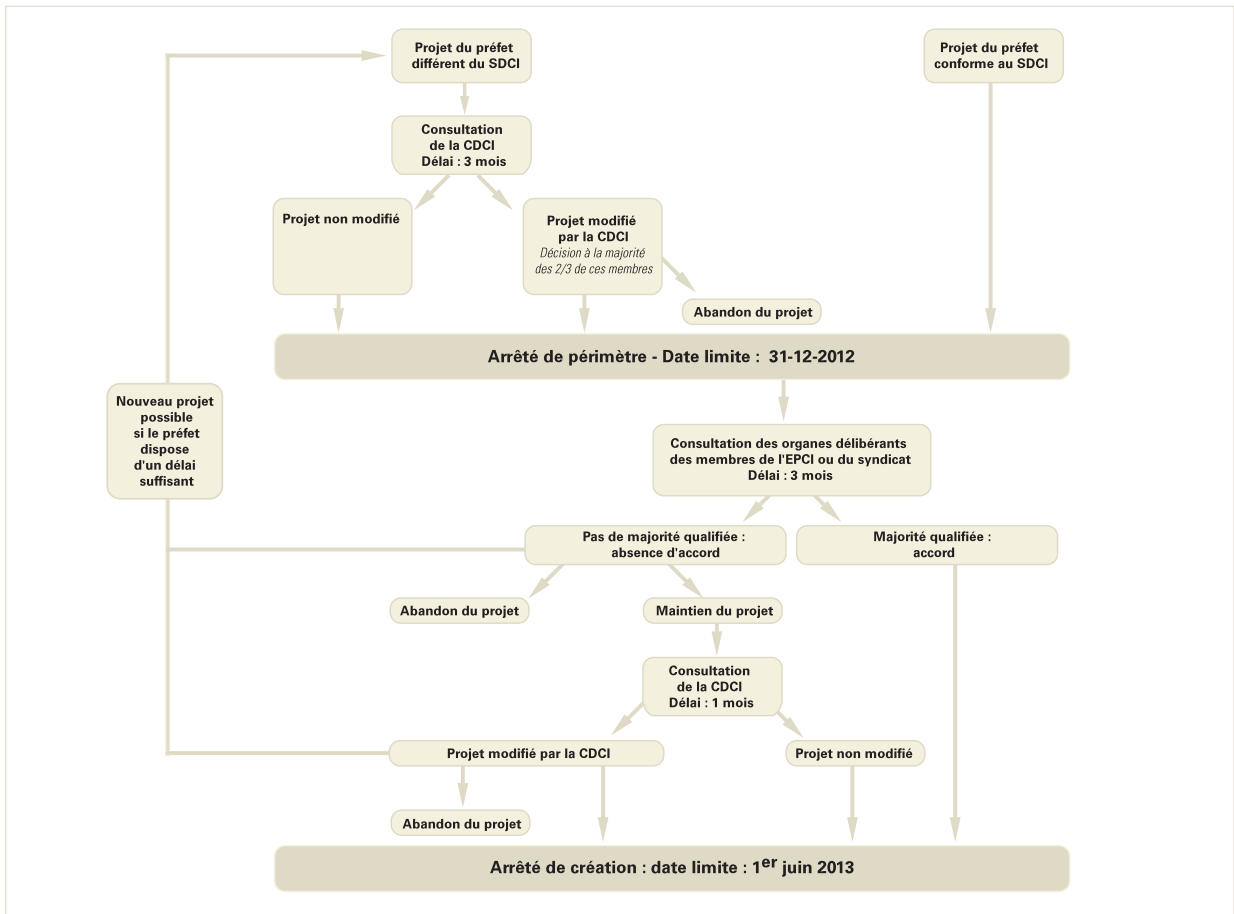 Projet du préfet
différent du SDCI
Projet du préfet
conforme au SDCI
Consultation
de la CDCI
Délai : 3 mois
Projet non modifié
Projet modifié
par la CDCI
Décision à la majorité
des 2/3 de ces membres
Abandon du projet
Arrêté de périmètre - Date limite : 31-12-2012
Nouveau projet
possible
si le préfet
dispose
d'un délai
suffisant
Consultation des organes délibérants
des membres de l'EPCI ou du syndicat
Délai : 3 mois
Pas de majorité qualifiée :
absence d'accord
Majorité qualifiée :
accord
Abandon du projet
Maintien du projet
Consultation
de la CDCI
Délai : 1 mois
Projet modifié par la CDCI
Projet non modifié
Abandon du projet
Arrêté de création : date limite : 1er juin 2013